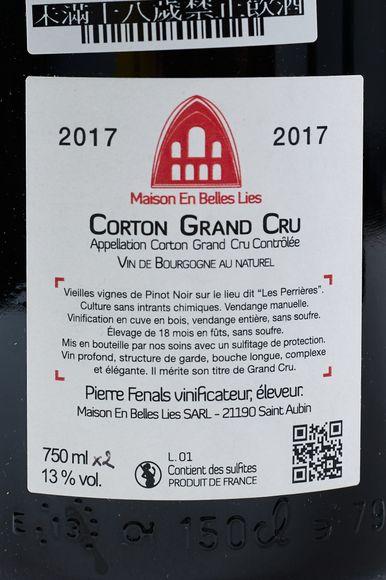 未滿十八歲禁止飲酒
2017
2017
Maison En Belles Lies
CORTON GRAND CRU
Appellation Corton Grand Cru Contrôlée
VIN DE BOURGOGNE AU NATUREL
Vieilles vignes de Pinot Noir sur le lieu dit "Les Perrières".
Culture sans intrants chimiques. Vendange manuelle.
Vinification en cuve en bois, vendange entière, sans soufre.
Élevage de 18 mois en fûts, sans soufre.
Mis en bouteille par nos soins avec un sulfitage de protection.
Vin profond, structure de garde, bouche longue, complexe
et élégante. Il mérite son titre de Grand Cru.
Pierre Fenals vinificateur, éleveur.
Maison En Belles Lies SARL – 21190 Saint Aubin
750 ml x2
13 % vol.
L.01
Contient des sulfites
PRODUIT DE FRANCE
150cl